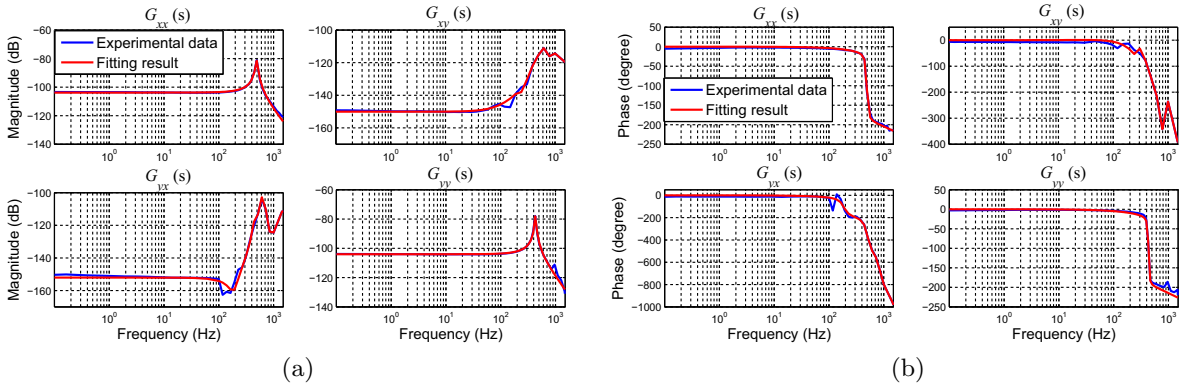 G_xx (s)
−60
−80
−100
−120
−140
Magnitude (dB)
Experimental data
Fitting result
10^0 10^1 10^2 10^3
G_xy (s)
−100
−120
−140
−160
10^0 10^1 10^2 10^3
G_yx (s)
−100
−120
−140
−160
Magnitude (dB)
10^0 10^1 10^2 10^3
Frequency (Hz)
G_yy (s)
−60
−80
−100
−120
−140
10^0 10^1 10^2 10^3
Frequency (Hz)
(a)
G_xx (s)
50
0
−50
−100
−150
−200
−250
Phase (degree)
Experimental data
Fitting result
10^0 10^1 10^2 10^3
G_xy (s)
0
−100
−200
−300
−400
10^0 10^1 10^2 10^3
G_yx (s)
0
−200
−400
−600
−800
−1000
Phase (degree)
10^0 10^1 10^2 10^3
Frequency (Hz)
G_yy (s)
50
0
−50
−100
−150
−200
−250
10^0 10^1 10^2 10^3
Frequency (Hz)
(b)